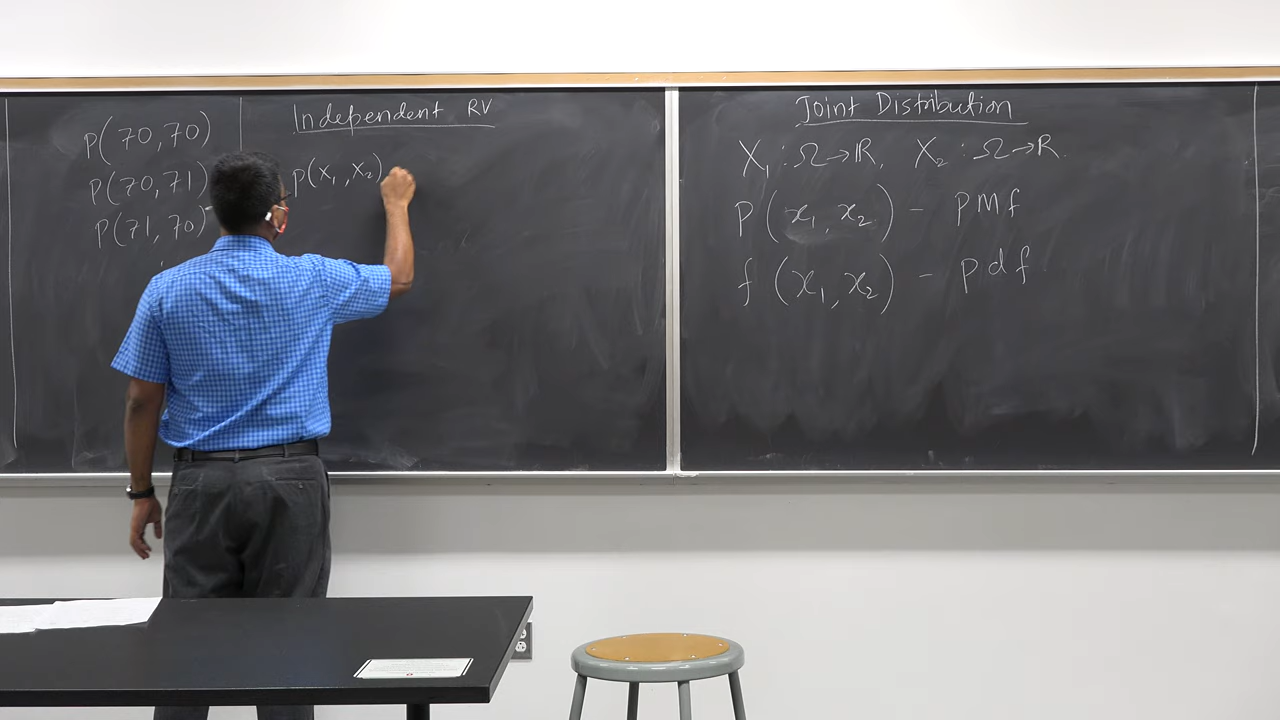 P(70,70)
P(70,71)
P(71,70)
Independent RV
p(x₁,x₂)
Joint Distribution
X₁:Ω→ℝ, X₂:Ω→ℝ.
p(x₁,x₂) - pmf
f(x₁,x₂) - pdf